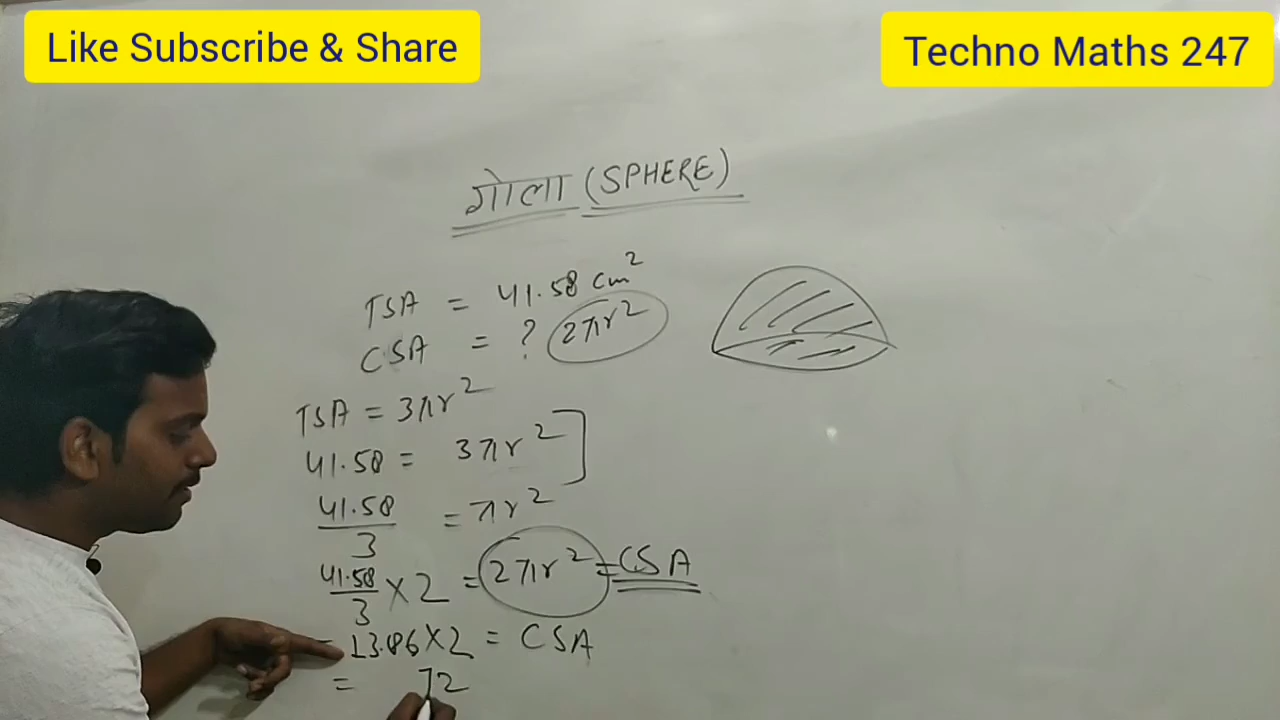 Like Subscribe & Share
Techno Maths 247
गोला (SPHERE)
TSA = 41.58 cm²
CSA = ? 2πr²
TSA = 3πr²
41.58 = 3πr²
41.58/3 = πr²
41.58/3 × 2 = 2πr² = CSA
= 13.86 × 2 = CSA
= 72